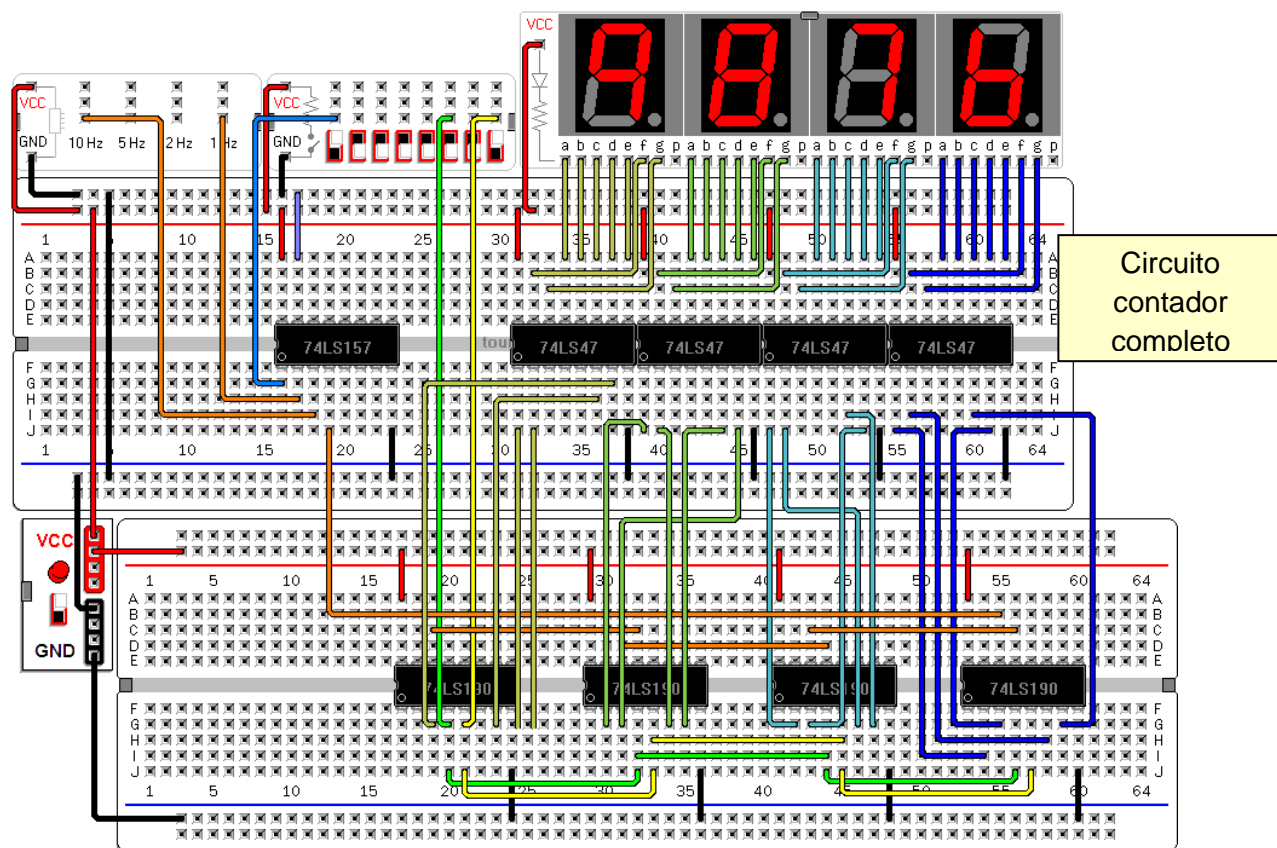 VCC
VCC
GND
10 Hz 5 Hz 2 Hz 1 Hz
VCC
GND
a b c d e f g p a b c d e f g p a b c d e f g p a b c d e f g p
1 10 15 20 25 30 35 40 45 50 55 60 64
A A
B B
C C
D D
E E
Circuito
contador
completo
74LS157 tou 74LS47 74LS47 74LS47 74LS47
F F
G G
H H
I I
J J
1 10 15 20 25 30 35 40 45 50 55 60 64
VCC
GND
1 5 10 15 20 25 30 35 40 45 50 55 60 64
A A
B B
C C
D D
E E
74LS190 74LS190 74LS190 74LS190
F F
G G
H H
I I
J J
1 5 10 15 20 25 30 35 40 45 50 55 60 64